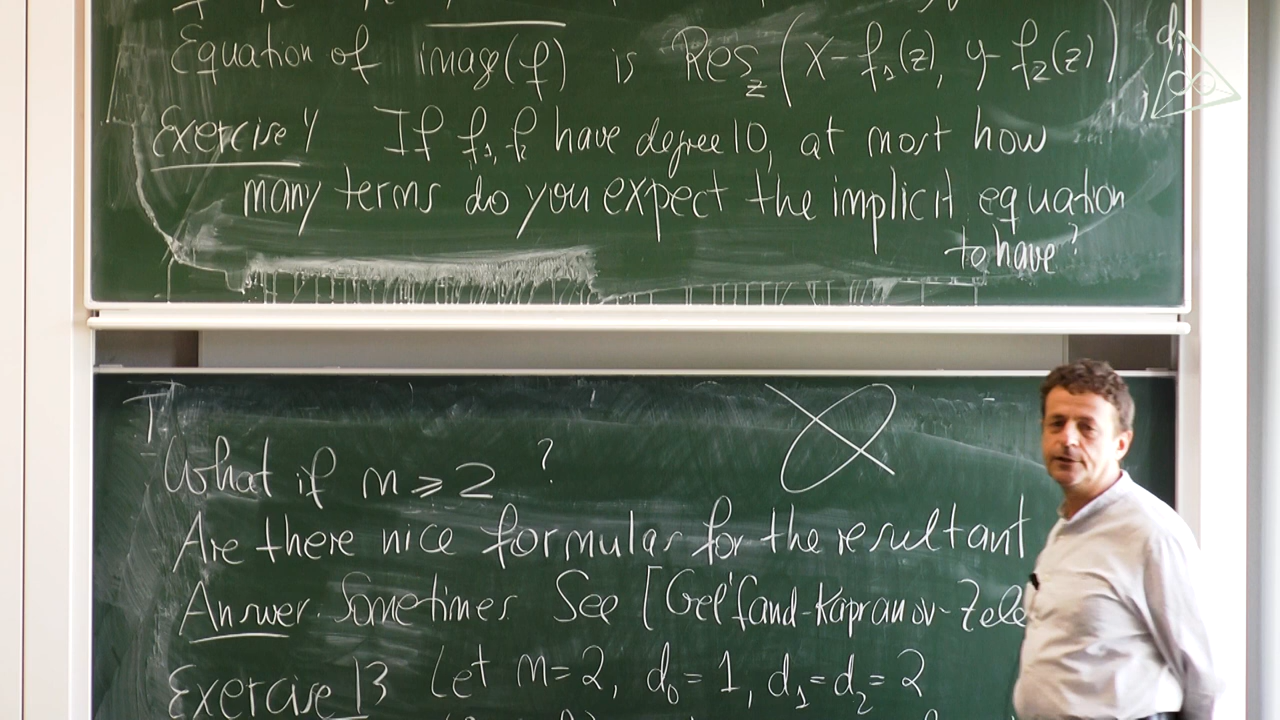 Equation of image(f) is Res_z (x-f_1(z), y-f_2(z))
Exercise 4 If f_1, f_2 have degree 10, at most how
many terms do you expect the implicit equation
to have?
What if n ⩾ 2 ?
Are there nice formulas for the resultant
Answer. Sometimes. See [Gel'fand-Kapranov-Zele
Exercise 13 Let n=2, d_0=1, d_1=d_2=2